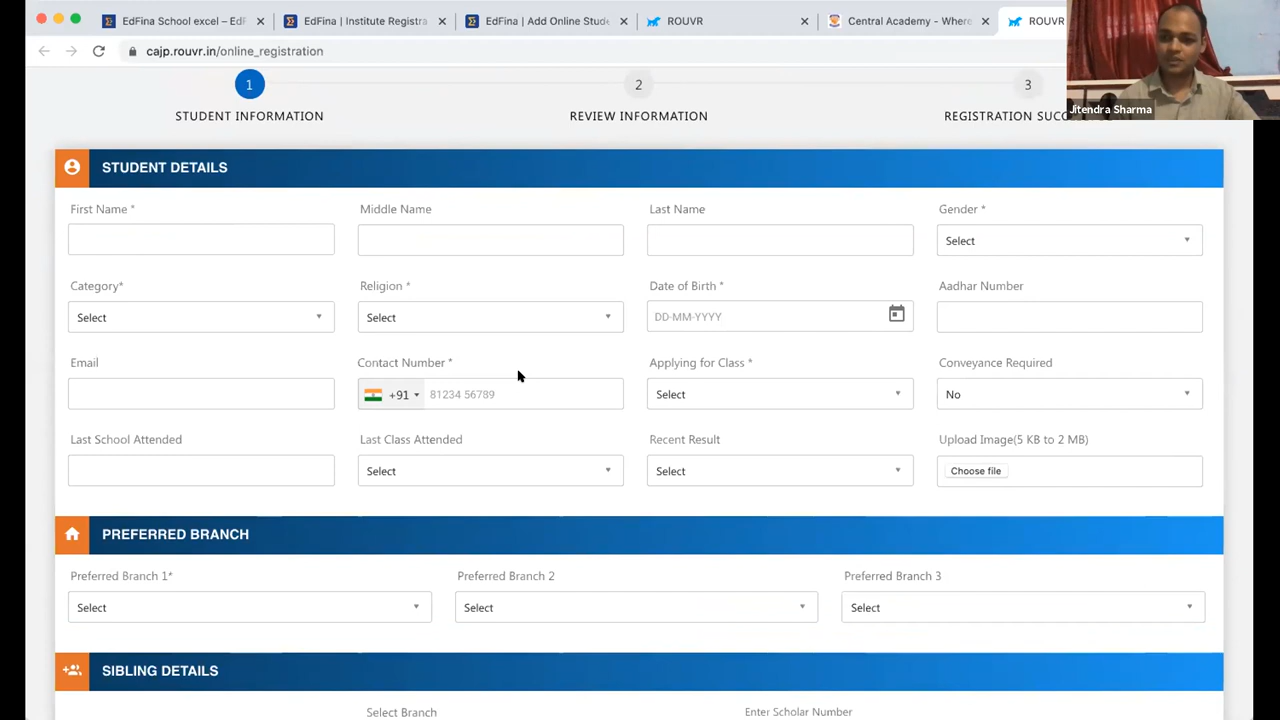 EdFina School excel – EdF
EdFina | Institute Registra
EdFina | Add Online Stude
ROUVR
Central Academy - Where
ROUVR
cajp.rouvr.in/online_registration
Jitendra Sharma
1
2
3
STUDENT INFORMATION
REVIEW INFORMATION
REGISTRATION SUCC
STUDENT DETAILS
First Name *
Middle Name
Last Name
Gender *
Select
Category*
Religion *
Date of Birth *
Aadhar Number
Select
Select
DD-MM-YYYY
Email
Contact Number *
Applying for Class *
Conveyance Required
+91
81234 56789
Select
No
Last School Attended
Last Class Attended
Recent Result
Upload Image(5 KB to 2 MB)
Select
Select
Choose file
PREFERRED BRANCH
Preferred Branch 1*
Preferred Branch 2
Preferred Branch 3
Select
Select
Select
SIBLING DETAILS
Select Branch
Enter Scholar Number